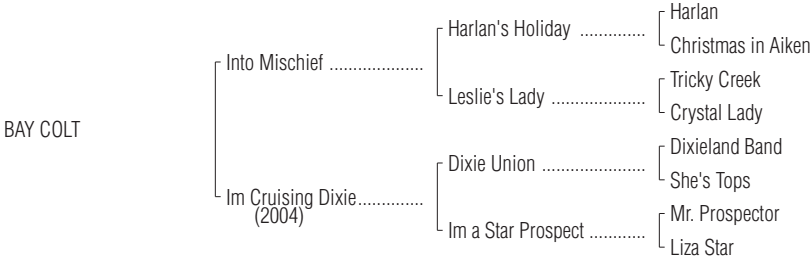 Harlan
Harlan's Holiday ..............
Christmas in Aiken
Into Mischief ....................
Tricky Creek
Leslie's Lady ....................
Crystal Lady
BAY COLT
Dixieland Band
Dixie Union ......................
She's Tops
Im Cruising Dixie..............
(2004)
Mr. Prospector
Im a Star Prospect ............
Liza Star